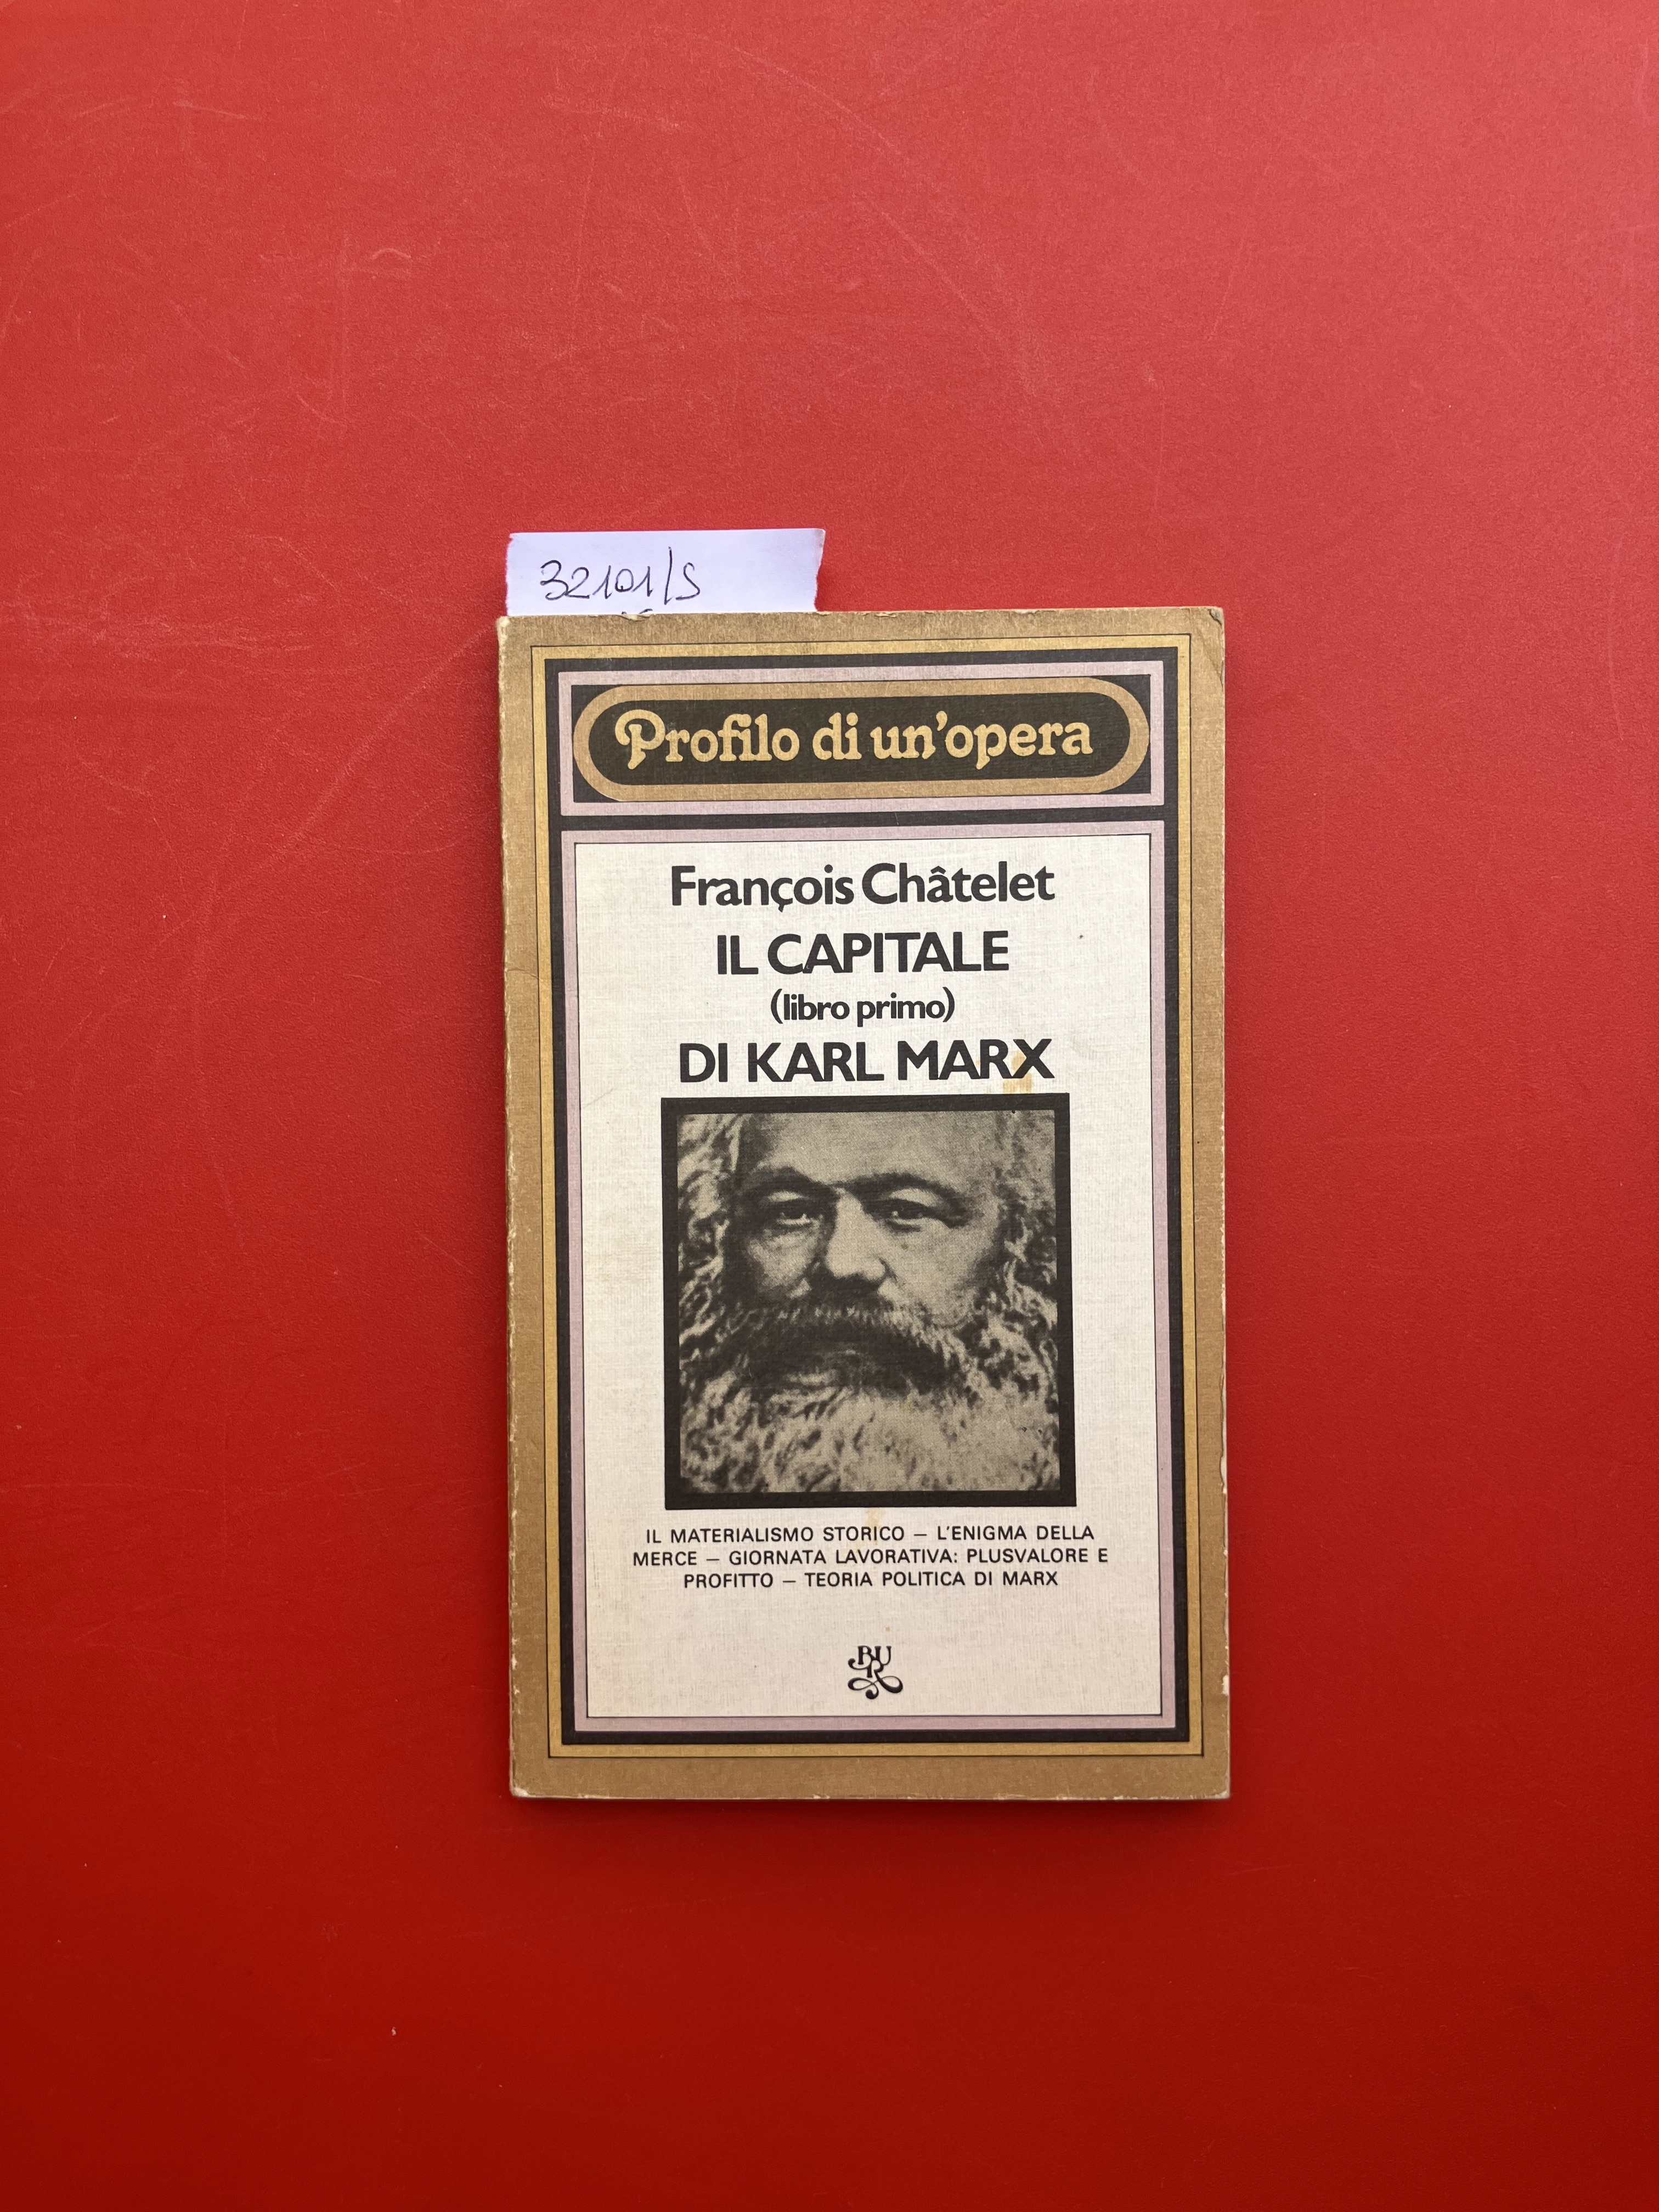 32101/S
Profilo di un'opera
François Châtelet
IL CAPITALE
(libro primo)
DI KARL MARX
IL MATERIALISMO STORICO – L'ENIGMA DELLA
MERCE – GIORNATA LAVORATIVA: PLUSVALORE E
PROFITTO – TEORIA POLITICA DI MARX
BUR